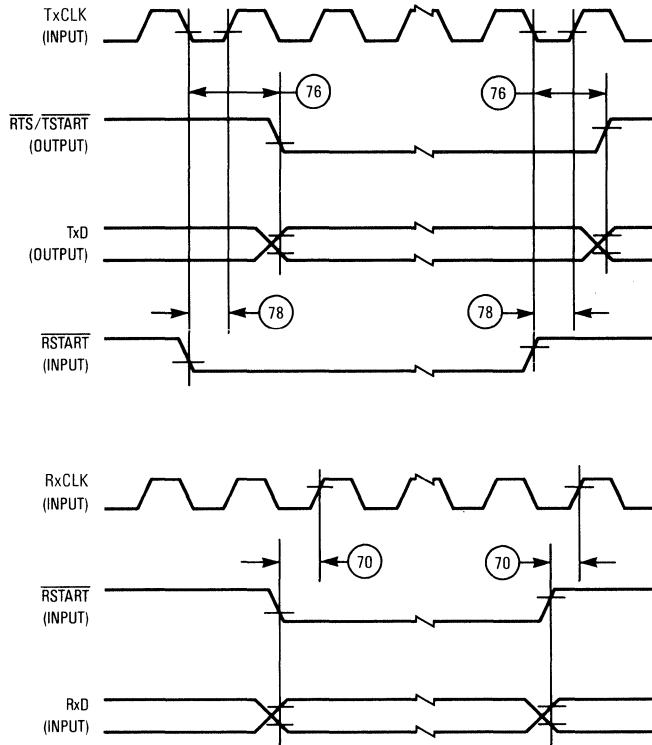 TxCLK
(INPUT)
76
76
RTS/TSTART
(OUTPUT)
TxD
(OUTPUT)
78
78
RSTART
(INPUT)
RxCLK
(INPUT)
70
70
RSTART
(INPUT)
RxD
(INPUT)